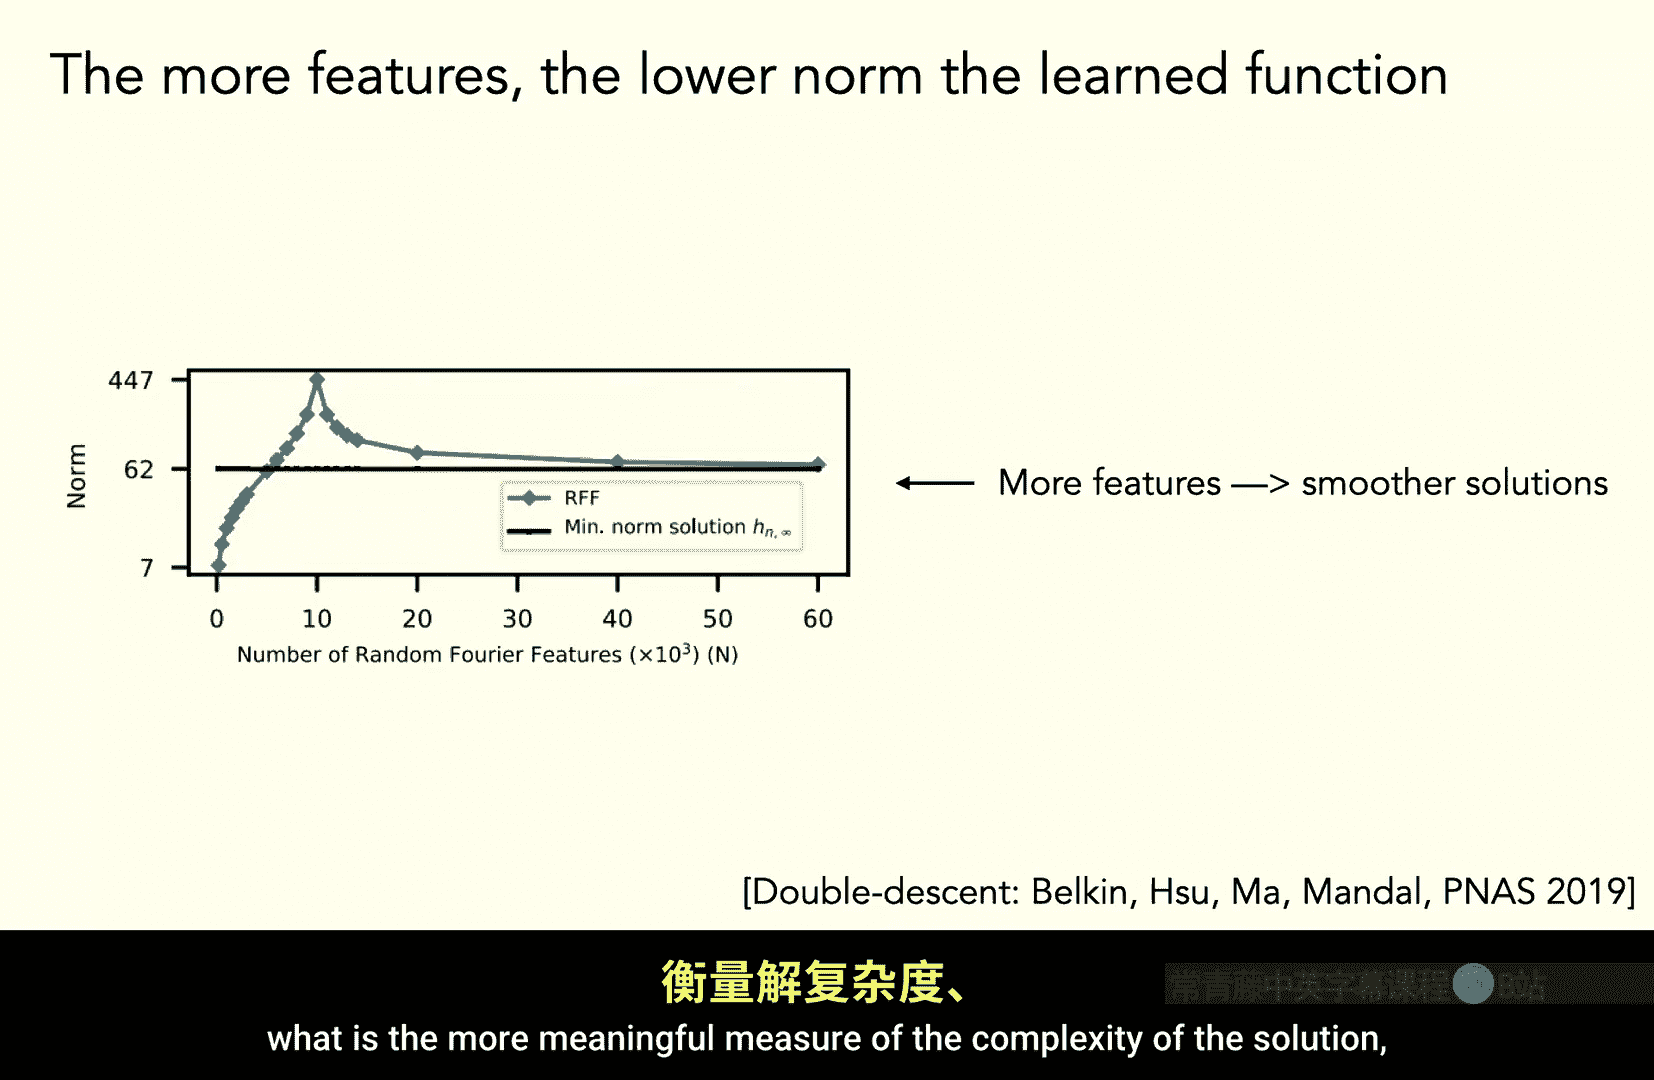 The more features, the lower norm the learned function
447
62
7
Norm
RFF
Min. norm solution hₙ,∞
0 10 20 30 40 50 60
Number of Random Fourier Features (×10³) (N)
More features —> smoother solutions
[Double-descent: Belkin, Hsu, Ma, Mandal, PNAS 2019]
衡量解复杂度、
what is the more meaningful measure of the complexity of the solution,